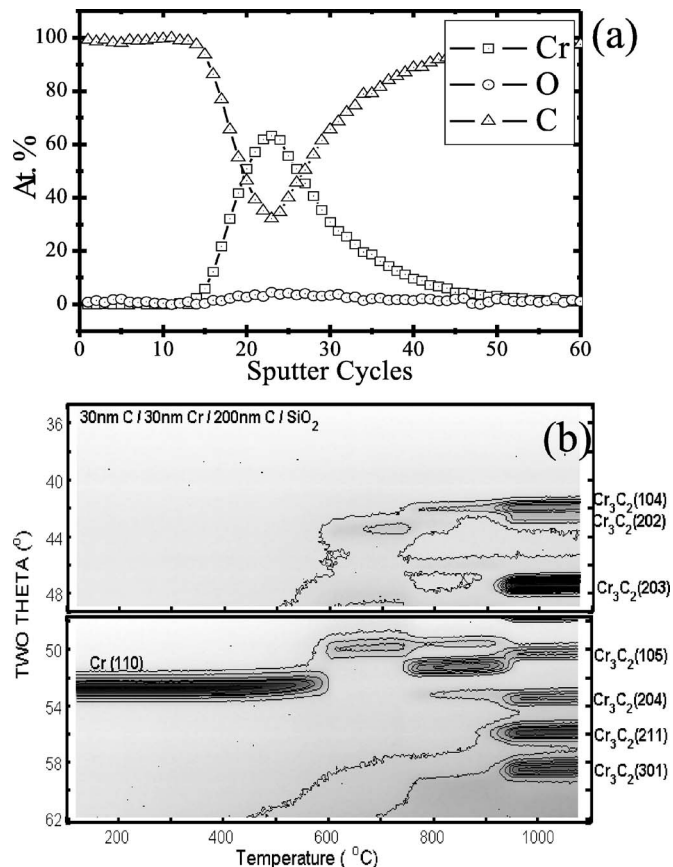 (a)
Cr
O
C
At. %
100
80
60
40
20
0
0 10 20 30 40 50 60
Sputter Cycles
30nm C / 30nm Cr / 200nm C / SiO2
(b)
TWO THETA (°)
36
40
44
48
50
54
58
62
Cr (110)
Cr3C2(104)
Cr3C2(202)
Cr3C2(203)
Cr3C2(105)
Cr3C2(204)
Cr3C2(211)
Cr3C2(301)
200 400 600 800 1000
Temperature ( °C)